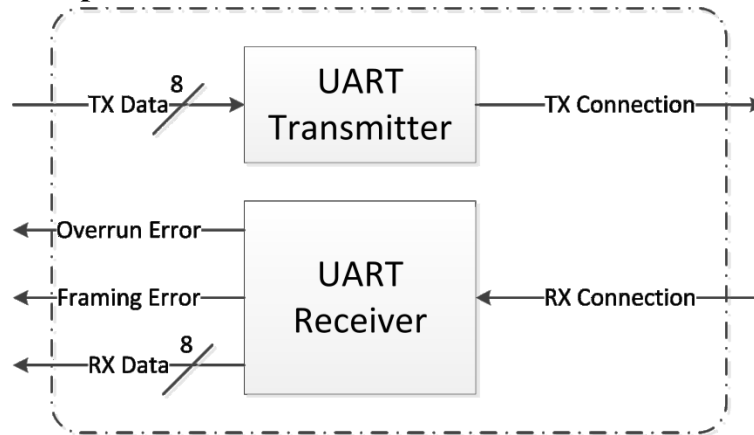 8
TX Data
UART
Transmitter
TX Connection
Overrun Error
Framing Error
8
RX Data
UART
Receiver
RX Connection